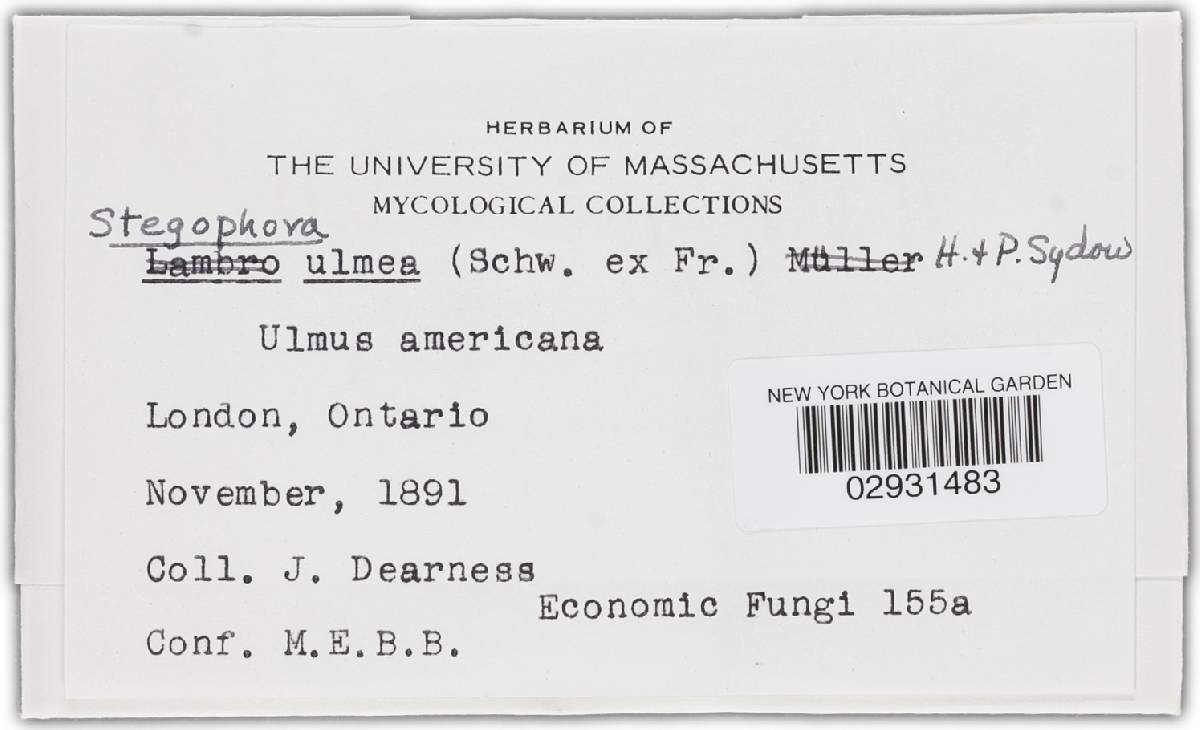 HERBARIUM OF
THE UNIVERSITY OF MASSACHUSETTS
MYCOLOGICAL COLLECTIONS
Stegophora
Lambro ulmea (Schw. ex Fr.) Müller H. & P. Sydow
Ulmus americana
London, Ontario
November, 1891
Coll. J. Dearness
Economic Fungi 155a
Conf. M.E.B.B.
NEW YORK BOTANICAL GARDEN
02931483